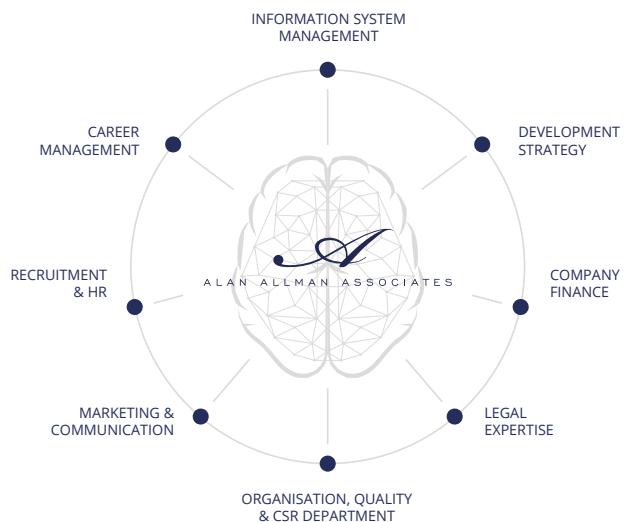 INFORMATION SYSTEM
MANAGEMENT
CAREER
MANAGEMENT
DEVELOPMENT
STRATEGY
RECRUITMENT
& HR
ALAN ALLMAN ASSOCIATES
COMPANY
FINANCE
MARKETING &
COMMUNICATION
LEGAL
EXPERTISE
ORGANISATION, QUALITY
& CSR DEPARTMENT